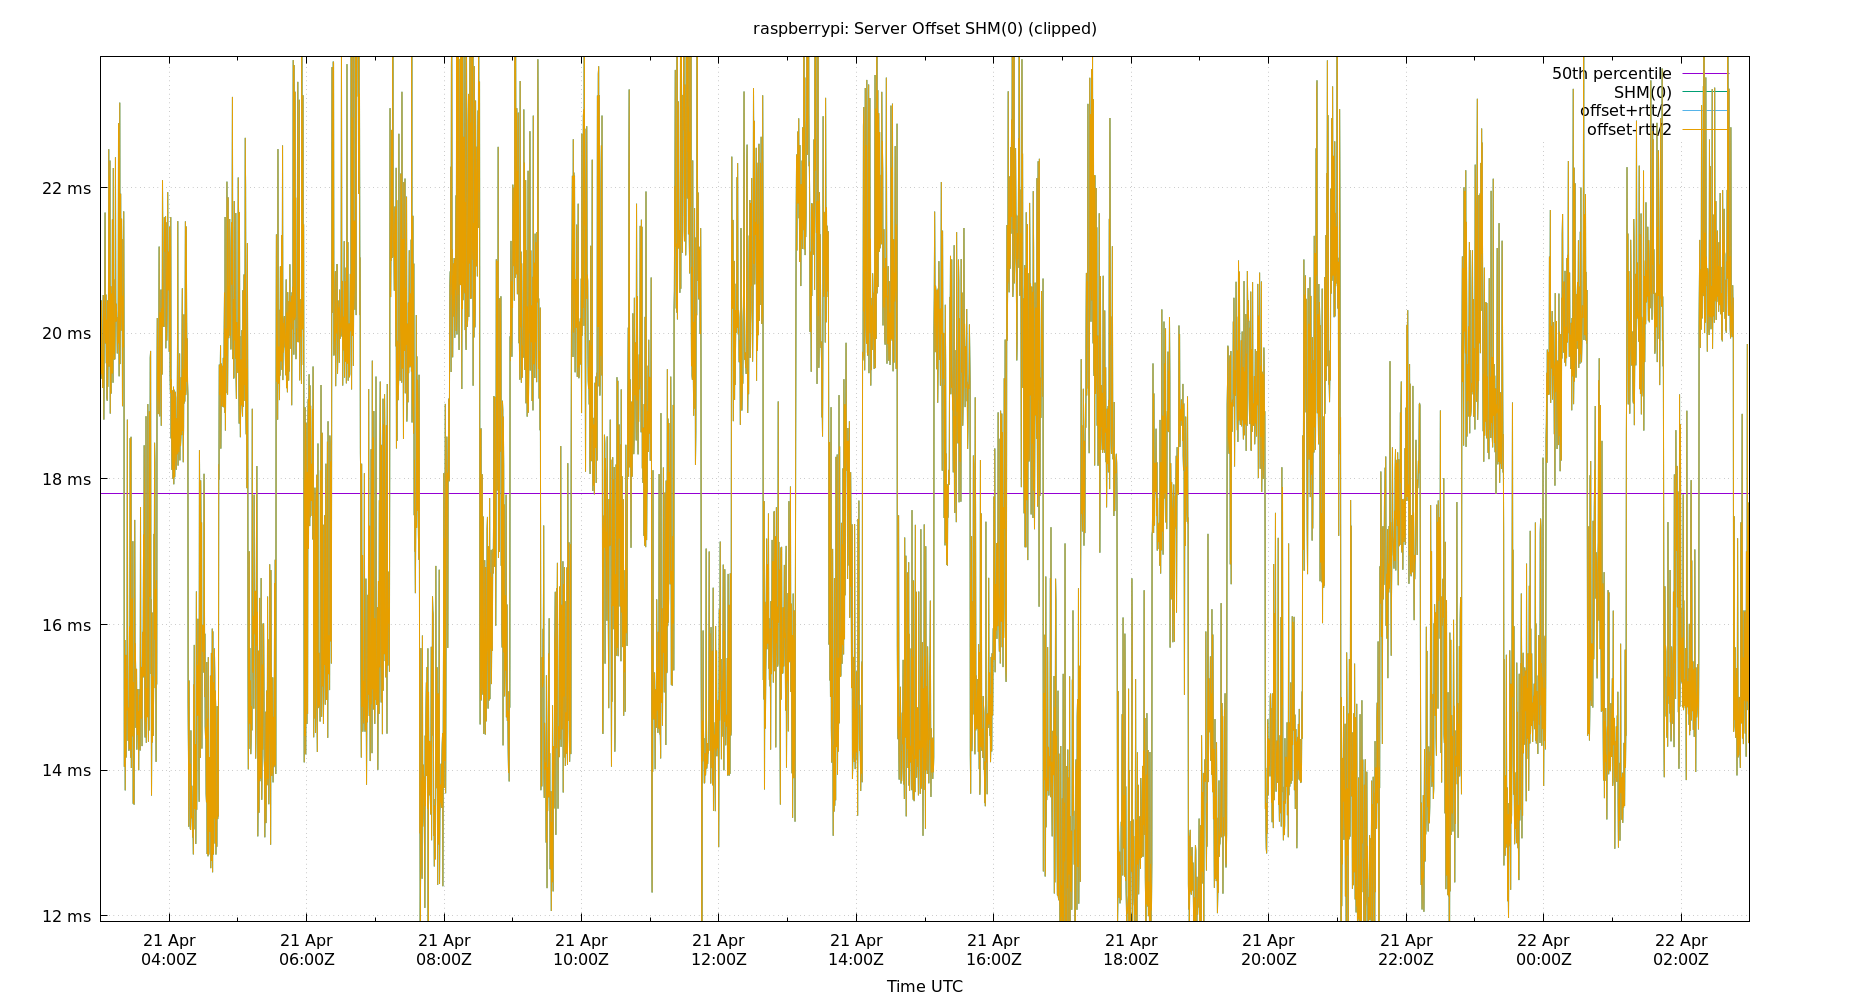 raspberrypi: Server Offset SHM(0) (clipped)
50th percentile
SHM(0)
offset+rtt/2
offset-rtt/2
22 ms
20 ms
18 ms
16 ms
14 ms
12 ms
21 Apr 21 Apr 21 Apr 21 Apr 21 Apr 21 Apr 21 Apr 21 Apr 21 Apr 21 Apr 22 Apr 22 Apr
04:00Z 06:00Z 08:00Z 10:00Z 12:00Z 14:00Z 16:00Z 18:00Z 20:00Z 22:00Z 00:00Z 02:00Z
Time UTC